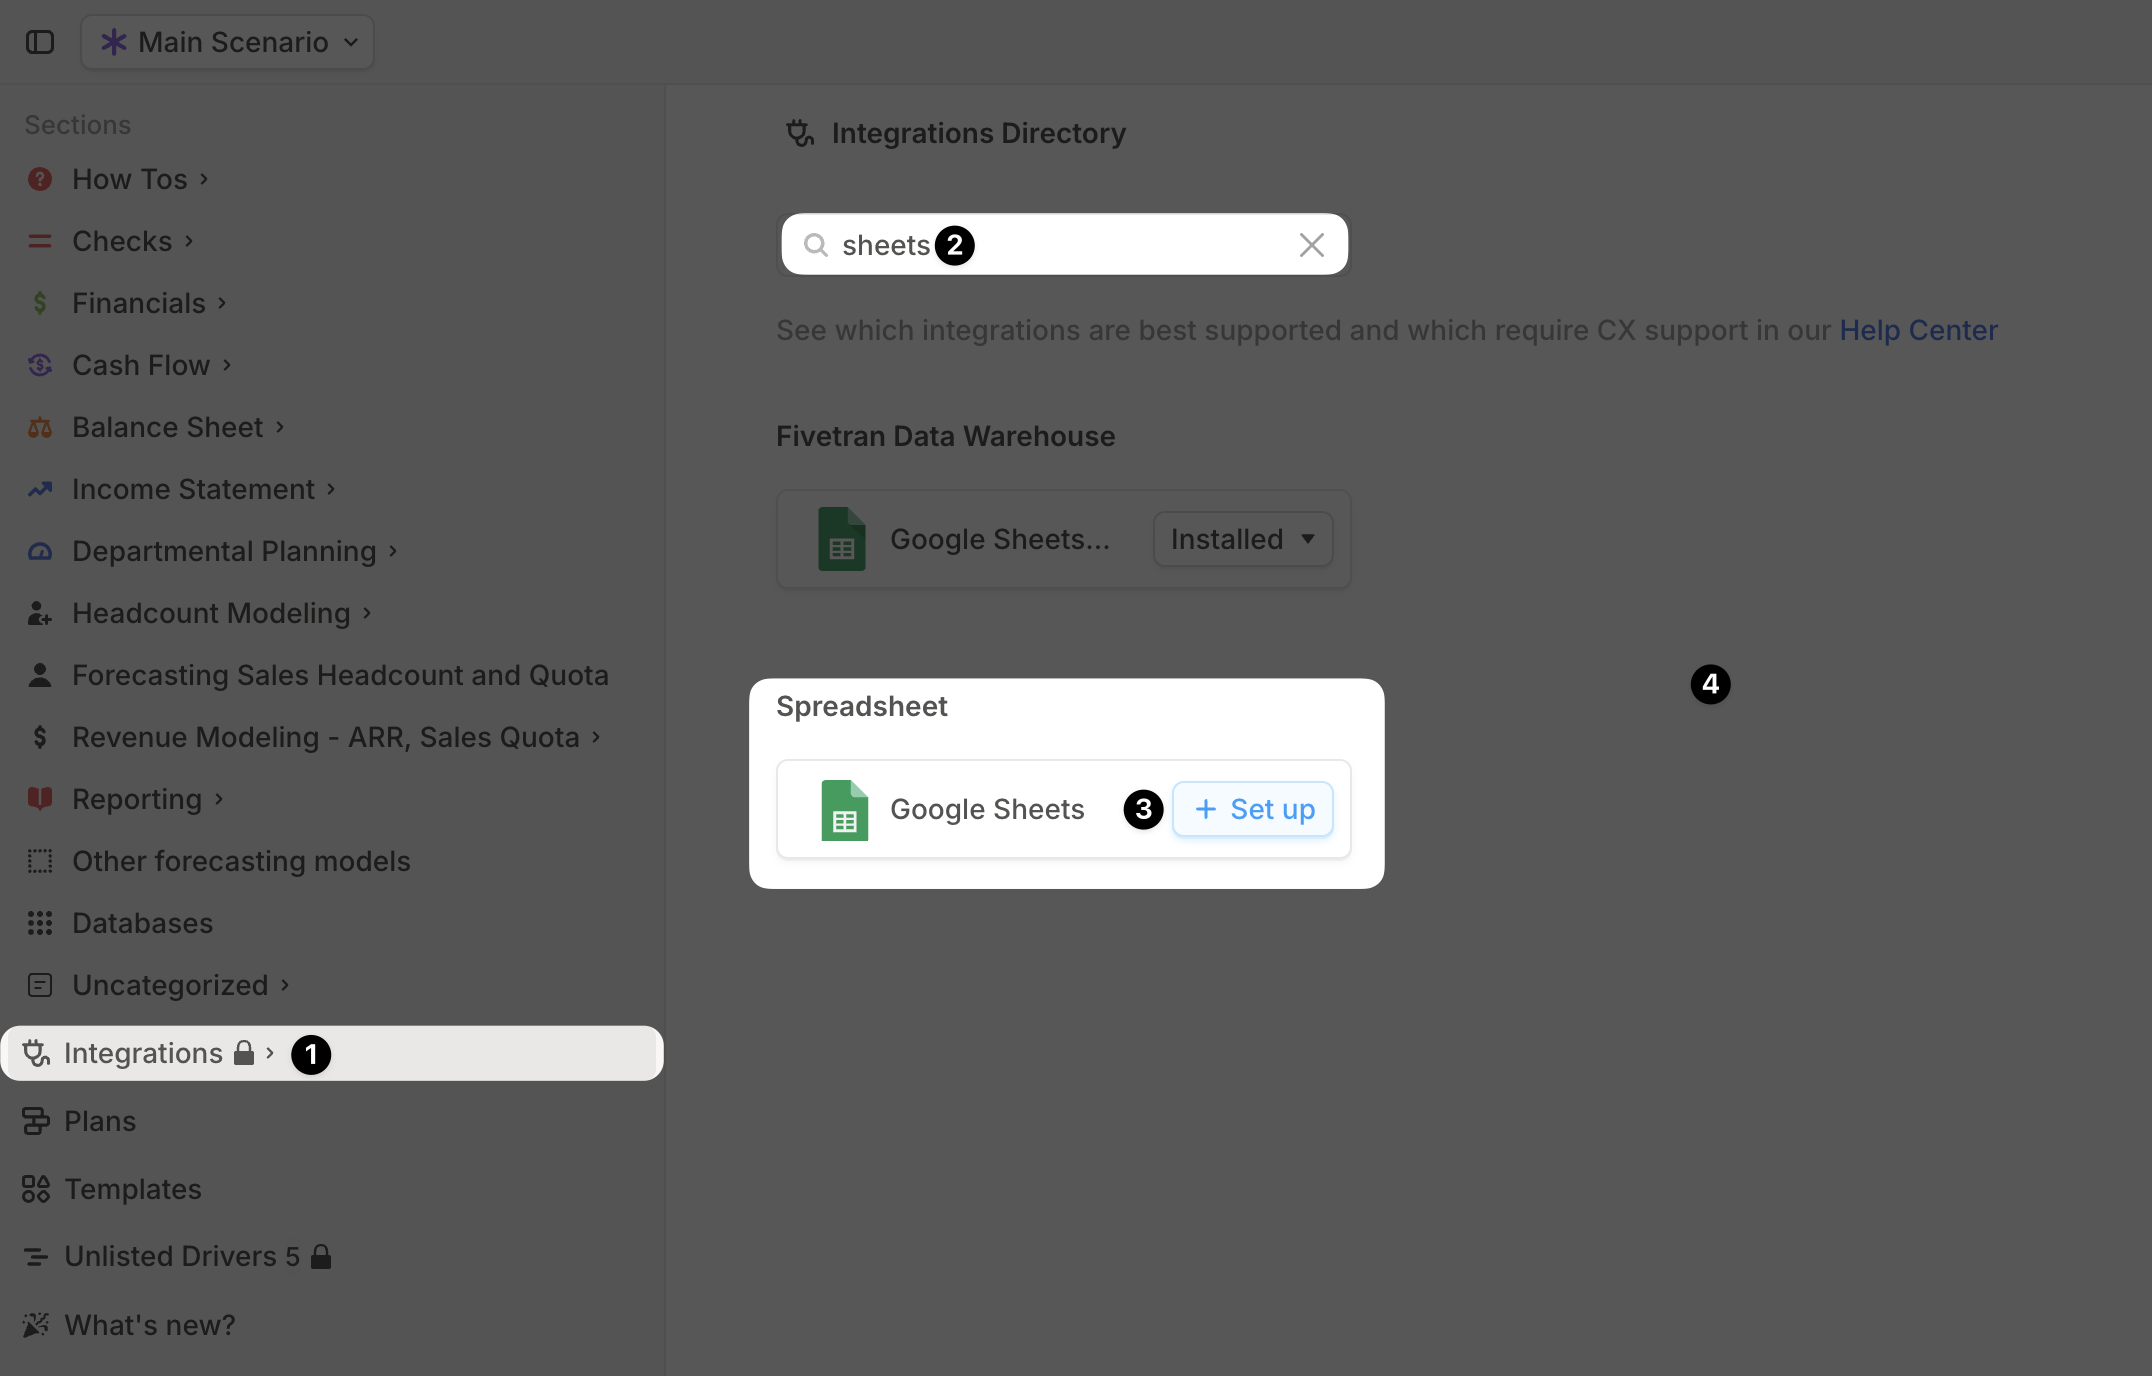 Main Scenario
Sections
How Tos
Checks
Financials
Cash Flow
Balance Sheet
Income Statement
Departmental Planning
Headcount Modeling
Forecasting Sales Headcount and Quota
Revenue Modeling - ARR, Sales Quota
Reporting
Other forecasting models
Databases
Uncategorized
Integrations 1
Plans
Templates
Unlisted Drivers 5
What's new?
Integrations Directory
sheets 2
See which integrations are best supported and which require CX support in our Help Center
Fivetran Data Warehouse
Google Sheets... Installed
4
Spreadsheet
Google Sheets 3 + Set up